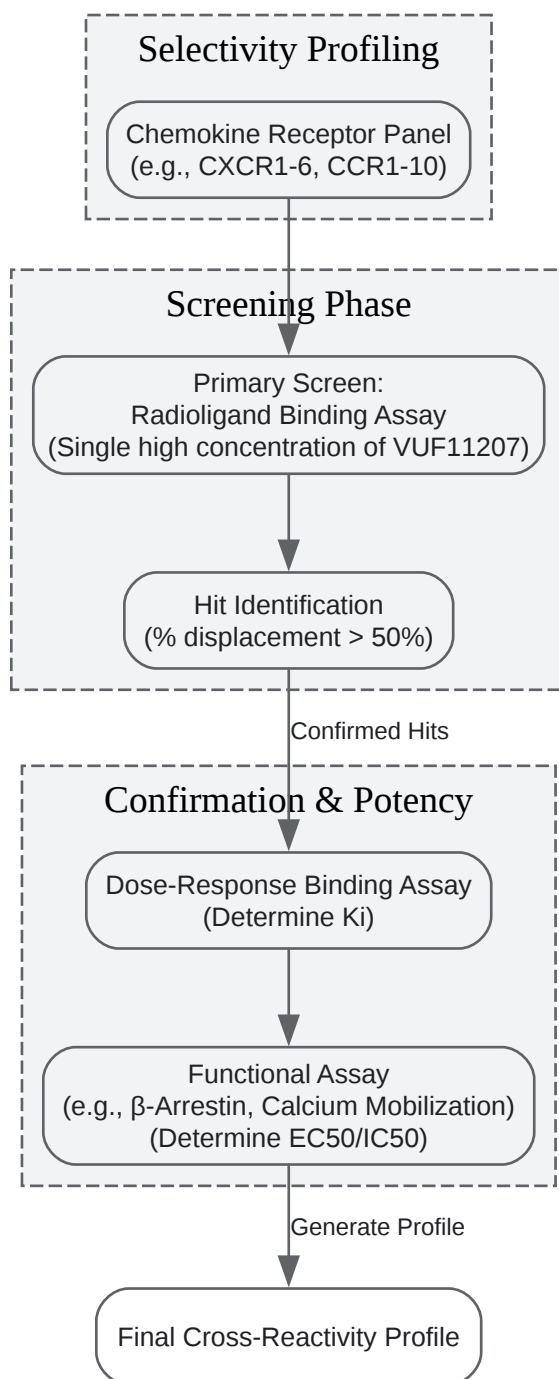 Selectivity Profiling
Chemokine Receptor Panel
(e.g., CXCR1-6, CCR1-10)
Screening Phase
Primary Screen:
Radioligand Binding Assay
(Single high concentration of VUF11207)
Hit Identification
(% displacement > 50%)
Confirmed Hits
Confirmation & Potency
Dose-Response Binding Assay
(Determine Ki)
Functional Assay
(e.g., β-Arrestin, Calcium Mobilization)
(Determine EC50/IC50)
Generate Profile
Final Cross-Reactivity Profile